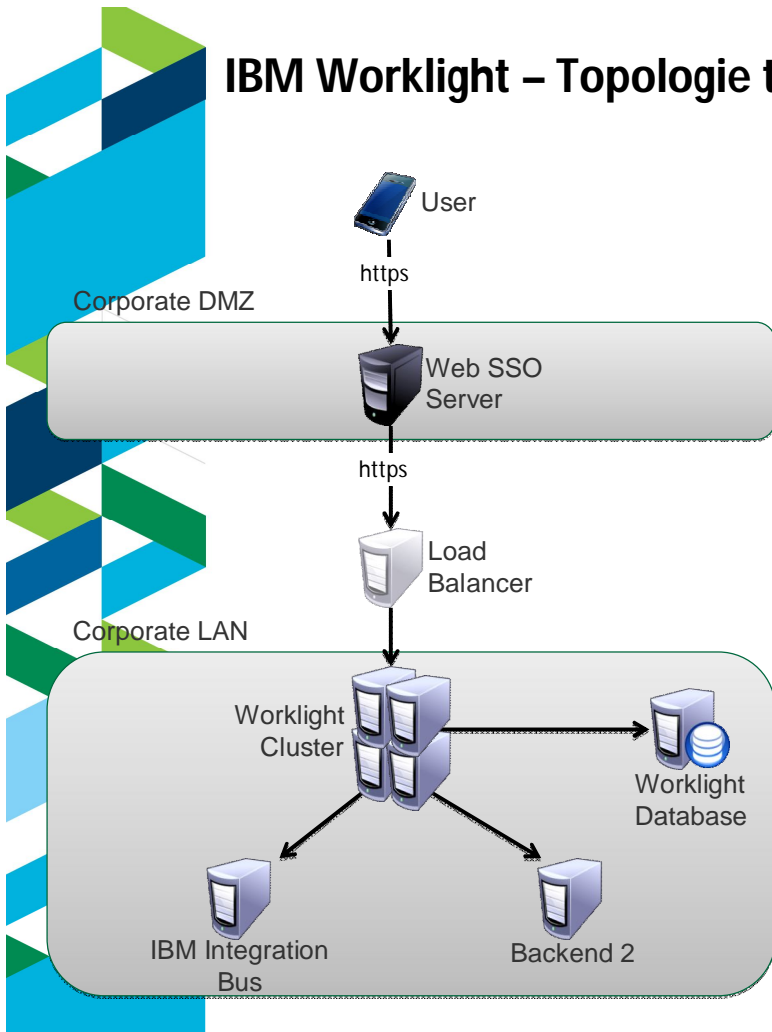 IBM Worklight – Topologie t
User
https
Corporate DMZ
Web SSO
Server
https
Load
Balancer
Corporate LAN
Worklight
Cluster
Worklight
Database
IBM Integration
Bus
Backend 2